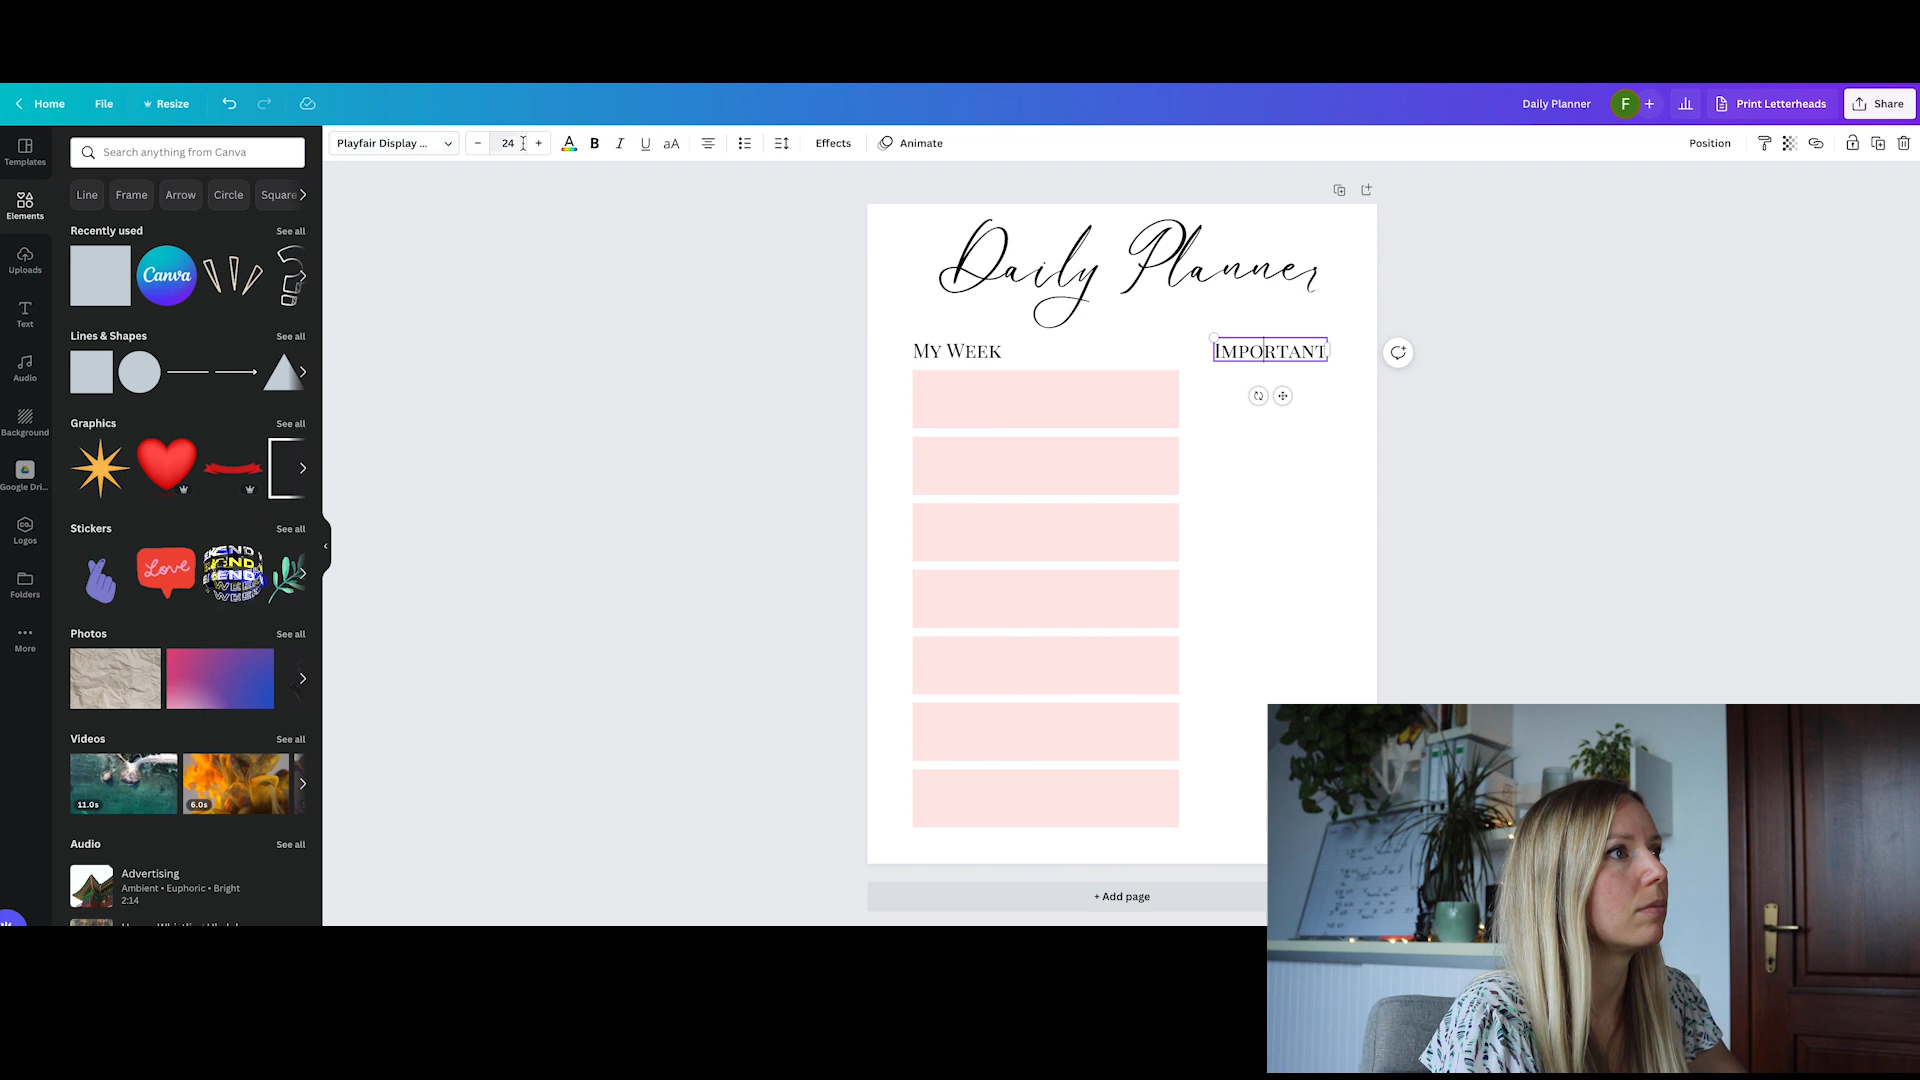 Home File Resize Daily Planner F + Print Letterheads Share
Playfair Display ... - 24 + A B I U aA Effects Animate Position
Templates
Elements
Uploads
Text
Audio
Background
Google Dri...
CO.
Logos
Folders
More
Search anything from Canva
Line Frame Arrow Circle Square
Recently used See all
Canva
Lines & Shapes See all
Graphics See all
Stickers See all
Love
Photos See all
Videos See all
11.0s 6.0s
Audio See all
Advertising
Ambient • Euphoric • Bright
2:14
Daily Planner
My Week Important
+ Add page